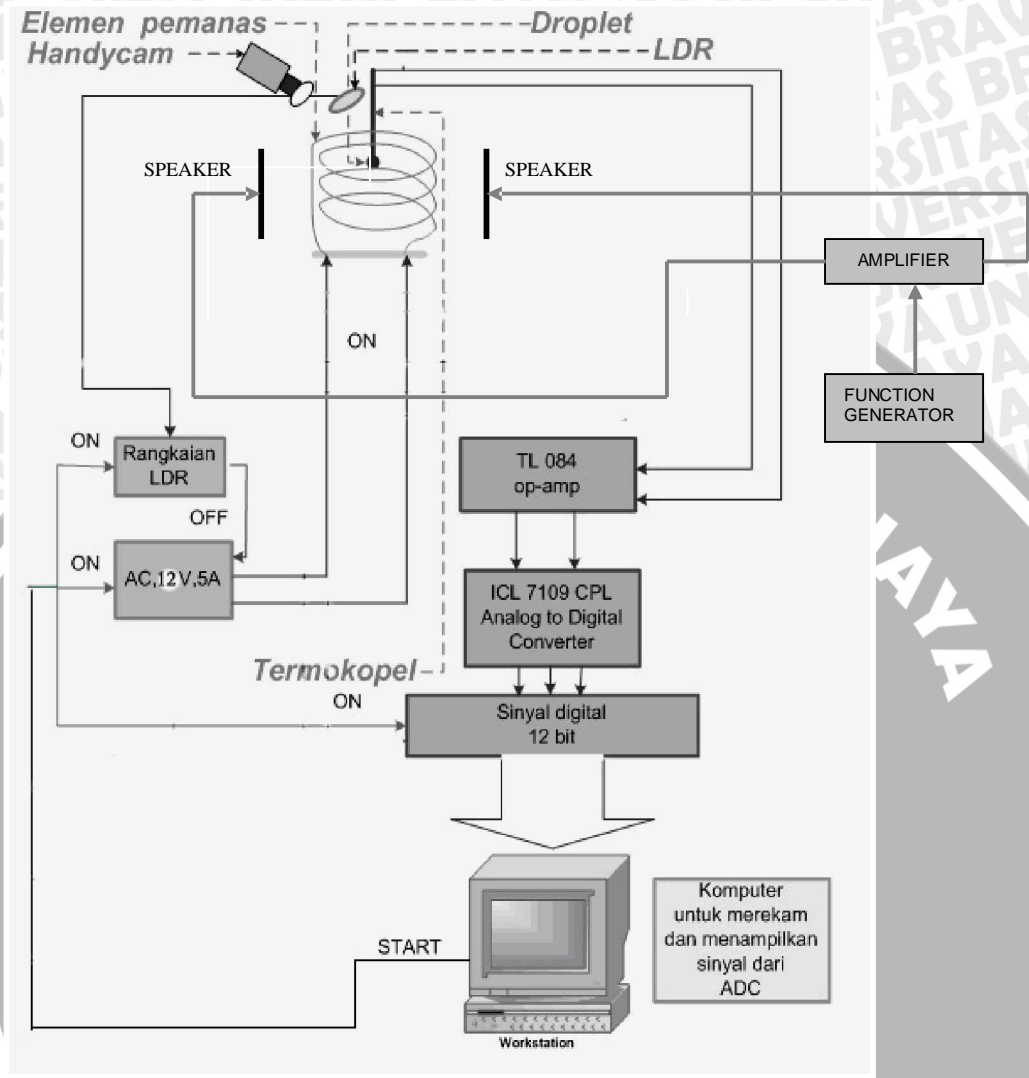 Elemen pemanas
Droplet
Handycam
LDR
SPEAKER
SPEAKER
AMPLIFIER
ON
FUNCTION
GENERATOR
ON
Rangkaian
LDR
TL 084
op-amp
OFF
ON
AC,12V,5A
ICL 7109 CPL
Analog to Digital
Converter
Termokopel
ON
Sinyal digital
12 bit
START
Komputer
untuk merekam
dan menampilkan
sinyal dari
ADC
Workstation